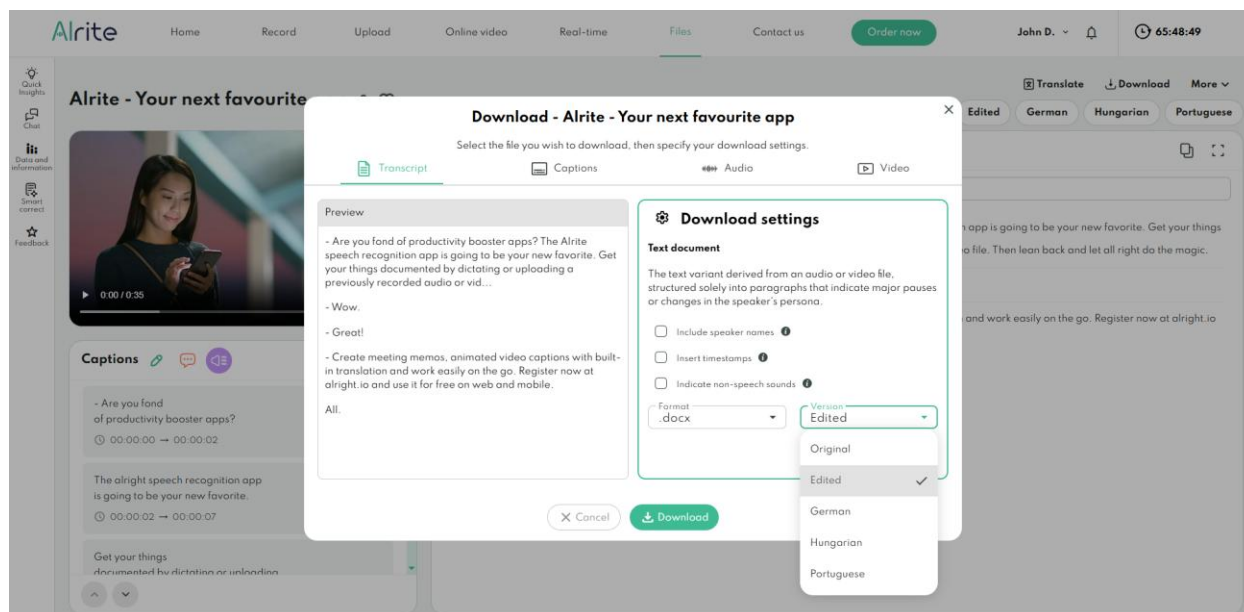 Alrite
Home
Record
Upload
Online video
Real-time
Files
Contact us
Order now
John D.
65:48:49
Quick
Insights
Chat
Data and
information
Smart
correct
Feedback
Alrite - Your next favourite
Translate
Download
More
Edited
German
Hungarian
Portuguese
0:00 / 0:35
Captions
- Are you fond
of productivity booster apps?
00:00:00 → 00:00:02
The alright speech recognition app
is going to be your new favorite.
00:00:02 → 00:00:07
Get your things
documented by dictating or uploading
Download - Alrite - Your next favourite app
Select the file you wish to download, then specify your download settings.
Transcript
Captions
Audio
Video
Preview
- Are you fond of productivity booster apps? The Alrite
speech recognition app is going to be your new favorite. Get
your things documented by dictating or uploading a
previously recorded audio or vid...
- Wow.
- Great!
- Create meeting memos, animated video captions with built-
in translation and work easily on the go. Register now at
alright.io and use it for free on web and mobile.
All.
Download settings
Text document
The text variant derived from an audio or video file,
structured solely into paragraphs that indicate major pauses
or changes in the speaker's persona.
Include speaker names
Insert timestamps
Indicate non-speech sounds
Format
.docx
Version
Edited
Original
Edited
German
Hungarian
Portuguese
Cancel
Download
app is going to be your new favorite. Get your things
file. Then lean back and let all right do the magic.
and work easily on the go. Register now at alright.io